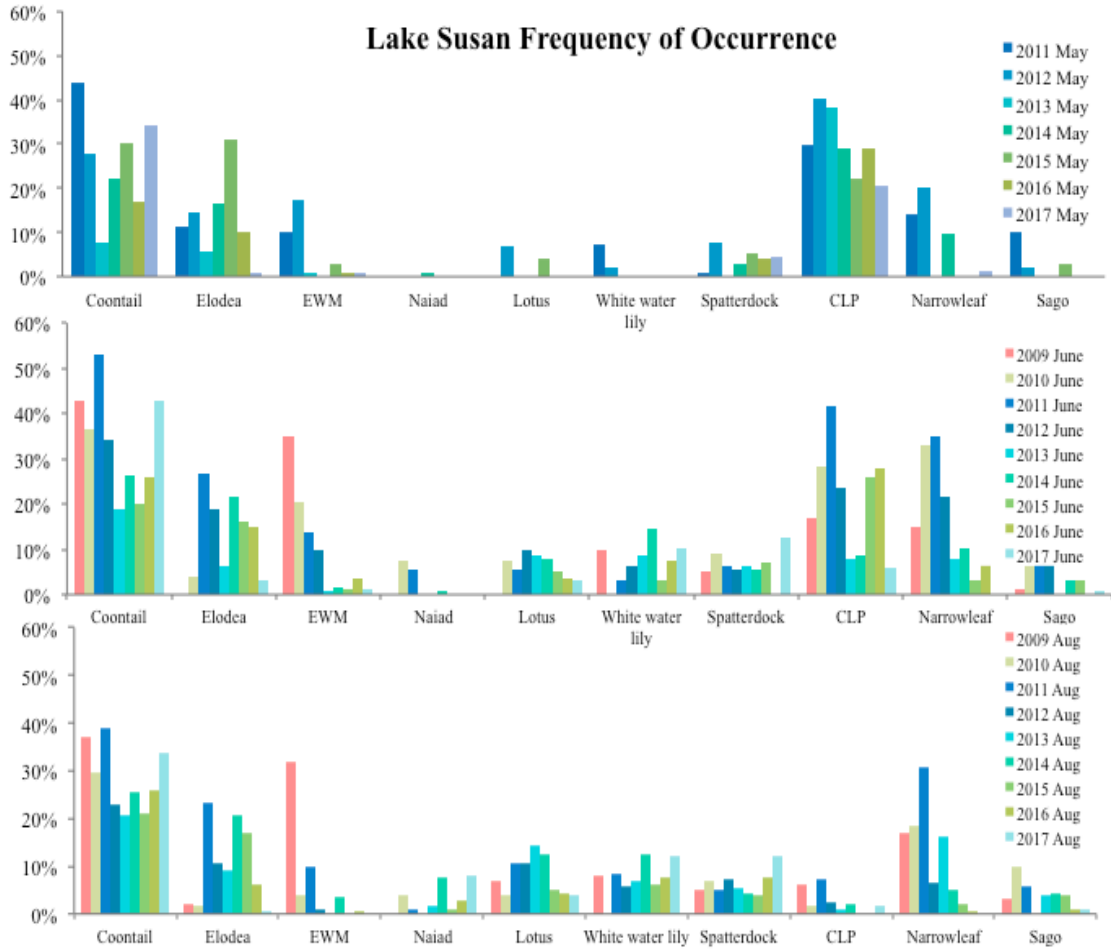 Lake Susan Frequency of Occurrence
60%
50%
40%
30%
20%
10%
0%
2011 May
2012 May
2013 May
2014 May
2015 May
2016 May
2017 May
Coontail Elodea EWM Naiad Lotus White water lily Spatterdock CLP Narrowleaf Sago
60%
50%
40%
30%
20%
10%
0%
2009 June
2010 June
2011 June
2012 June
2013 June
2014 June
2015 June
2016 June
2017 June
Coontail Elodea EWM Naiad Lotus White water lily Spatterdock CLP Narrowleaf Sago
60%
50%
40%
30%
20%
10%
0%
2009 Aug
2010 Aug
2011 Aug
2012 Aug
2013 Aug
2014 Aug
2015 Aug
2016 Aug
2017 Aug
Coontail Elodea EWM Naiad Lotus White water lily Spatterdock CLP Narrowleaf Sago